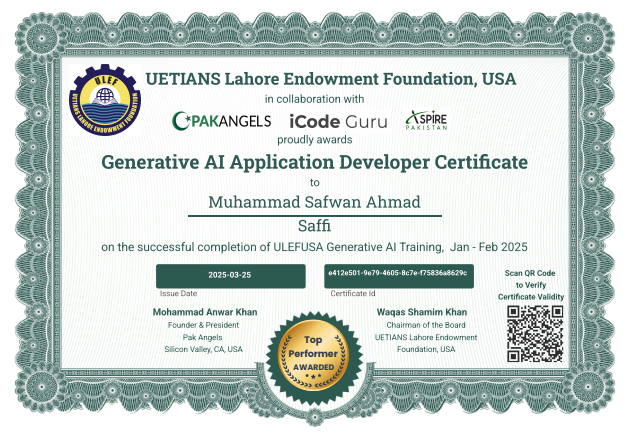 ULEF
UETIANS LAHORE ENDOWMENT FOUNDATION
UETIANS Lahore Endowment Foundation, USA
in collaboration with
PAKANGELS iCode Guru ASPIRE PAKISTAN
proudly awards
Generative AI Application Developer Certificate
to
Muhammad Safwan Ahmad
Saffi
on the successful completion of ULEFUSA Generative AI Training, Jan - Feb 2025
2025-03-25
Issue Date
e412e501-9e79-4605-8c7e-f75836a8629c
Certificate Id
Scan QR Code
to Verify
Certificate Validity
Mohammad Anwar Khan
Founder & President
Pak Angels
Silicon Valley, CA, USA
Top
Performer
AWARDED
Waqas Shamim Khan
Chairman of the Board
UETIANS Lahore Endowment
Foundation, USA